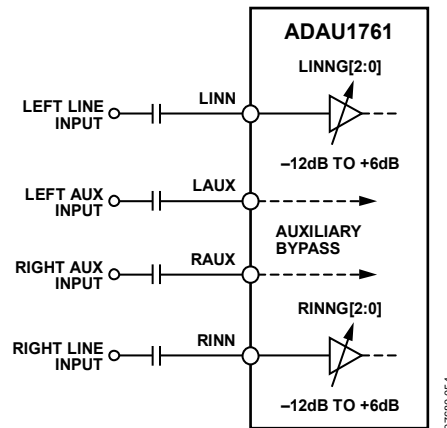 ADAU1761
LINNG[2:0]
LEFT LINE
INPUT
LINN
–12dB TO +6dB
LEFT AUX
INPUT
LAUX
AUXILIARY
BYPASS
RIGHT AUX
INPUT
RAUX
RINNG[2:0]
RIGHT LINE
INPUT
RINN
–12dB TO +6dB